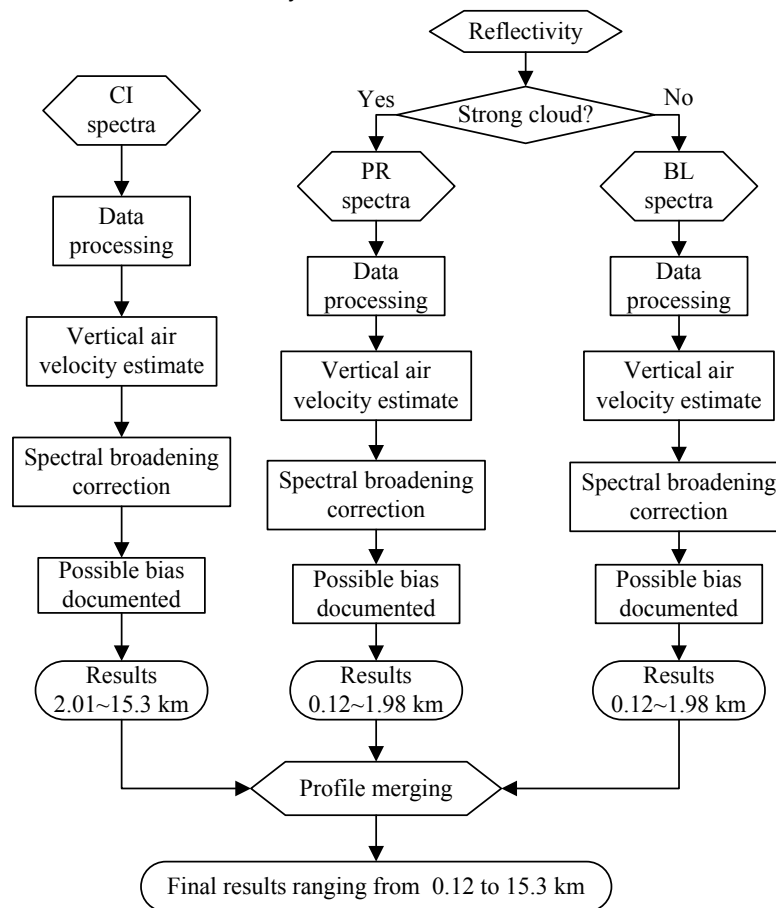 Reflectivity
Strong cloud?
Yes
No
CI
spectra
Data
processing
Vertical air
velocity estimate
Spectral broadening
correction
Possible bias
documented
Results
2.01~15.3 km
PR
spectra
Data
processing
Vertical air
velocity estimate
Spectral broadening
correction
Possible bias
documented
Results
0.12~1.98 km
BL
spectra
Data
processing
Vertical air
velocity estimate
Spectral broadening
correction
Possible bias
documented
Results
0.12~1.98 km
Profile merging
Final results ranging from 0.12 to 15.3 km